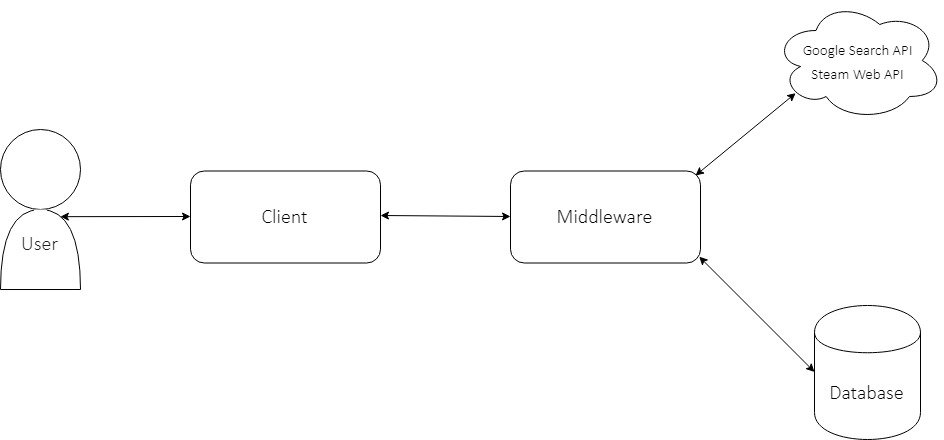 Google Search API
Steam Web API
User
Client
Middleware
Database